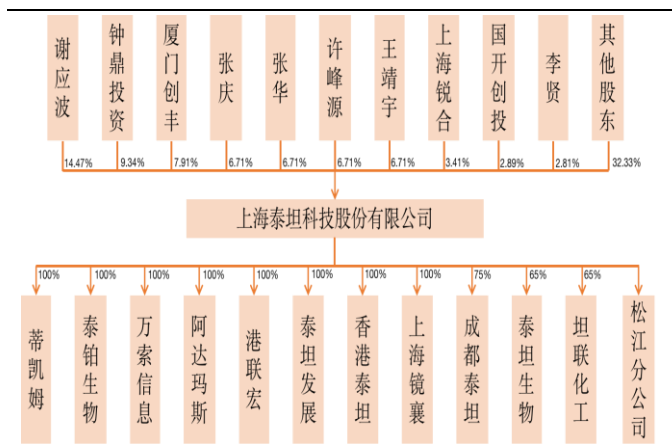 谢应波
钟鼎投资
厦门创丰
张庆
张华
许峰源
王靖宇
上海锐合
国开创投
李贤
其他股东
14.47%
9.34%
7.91%
6.71%
6.71%
6.71%
6.71%
3.41%
2.89%
2.81%
32.33%
上海泰坦科技股份有限公司
100%
100%
100%
100%
100%
100%
100%
100%
75%
65%
65%
蒂凯姆
泰铂生物
万索信息
阿达玛斯
港联宏
泰坦发展
香港泰坦
上海镜襄
成都泰坦
泰坦生物
坦联化工
松江分公司